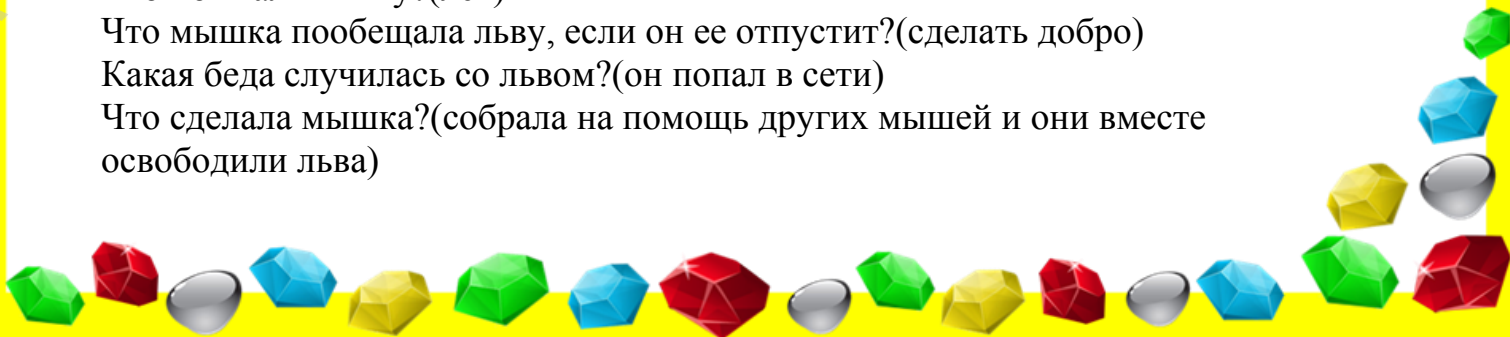 Что мышка пообещала льву, если он ее отпустит?(сделать добро)
Какая беда случилась со львом?(он попал в сети)
Что сделала мышка?(собрала на помощь других мышей и они вместе
освободили льва)